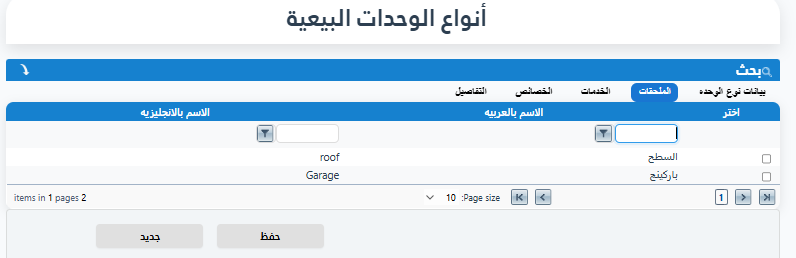 أنواع الوحدات البيعية
بحث
بيانات نوع الوحده الملحقات الخدمات الخصائص التفاصيل
اختر الاسم بالعربيه الاسم بالانجليزيه
السطح roof
باركينج Garage
1 Page size: 10 items in 1 pages 2
حفظ جديد